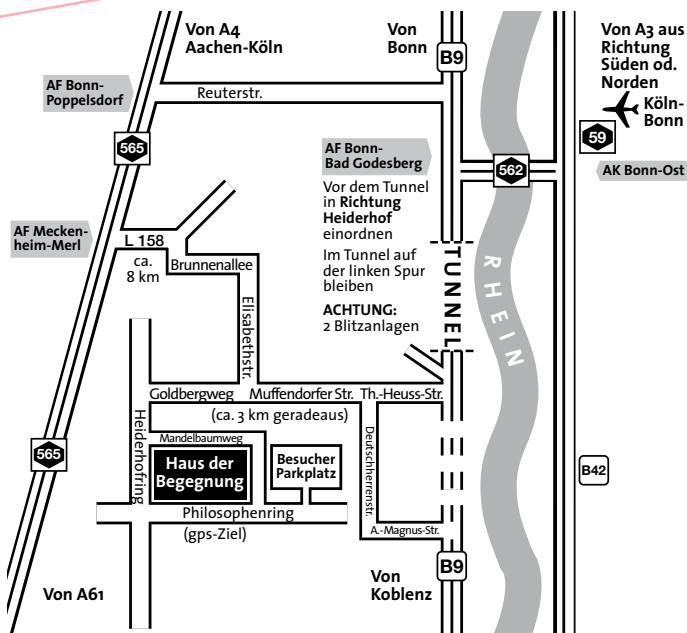 Von A4
Aachen-Köln
Von
Bonn
B9
Von A3 aus
Richtung
Süden od.
Norden
Köln-
Bonn
59
AF Bonn-
Poppelsdorf
Reuterstr.
565
AF Bonn-
Bad Godesberg
562
AK Bonn-Ost
Vor dem Tunnel
in Richtung
Heiderhof
einordnen
Im Tunnel auf
der linken Spur
bleiben
ACHTUNG:
2 Blitzanlagen
AF Mecken-
heim-Merl
L 158
ca.
8 km
Brunnenallee
Elisabethstr.
TUNNEL
RHEIN
Goldbergweg
Muffendorfer Str.
Th.-Heuss-Str.
(ca. 3 km geradeaus)
Heiderhofring
Mandelbaumweg
Haus der
Begegnung
Besucher
Parkplatz
Deutschherrenstr.
565
B42
Philosophenring
(gps-Ziel)
A.-Magnus-Str.
B9
Von A61
Von
Koblenz